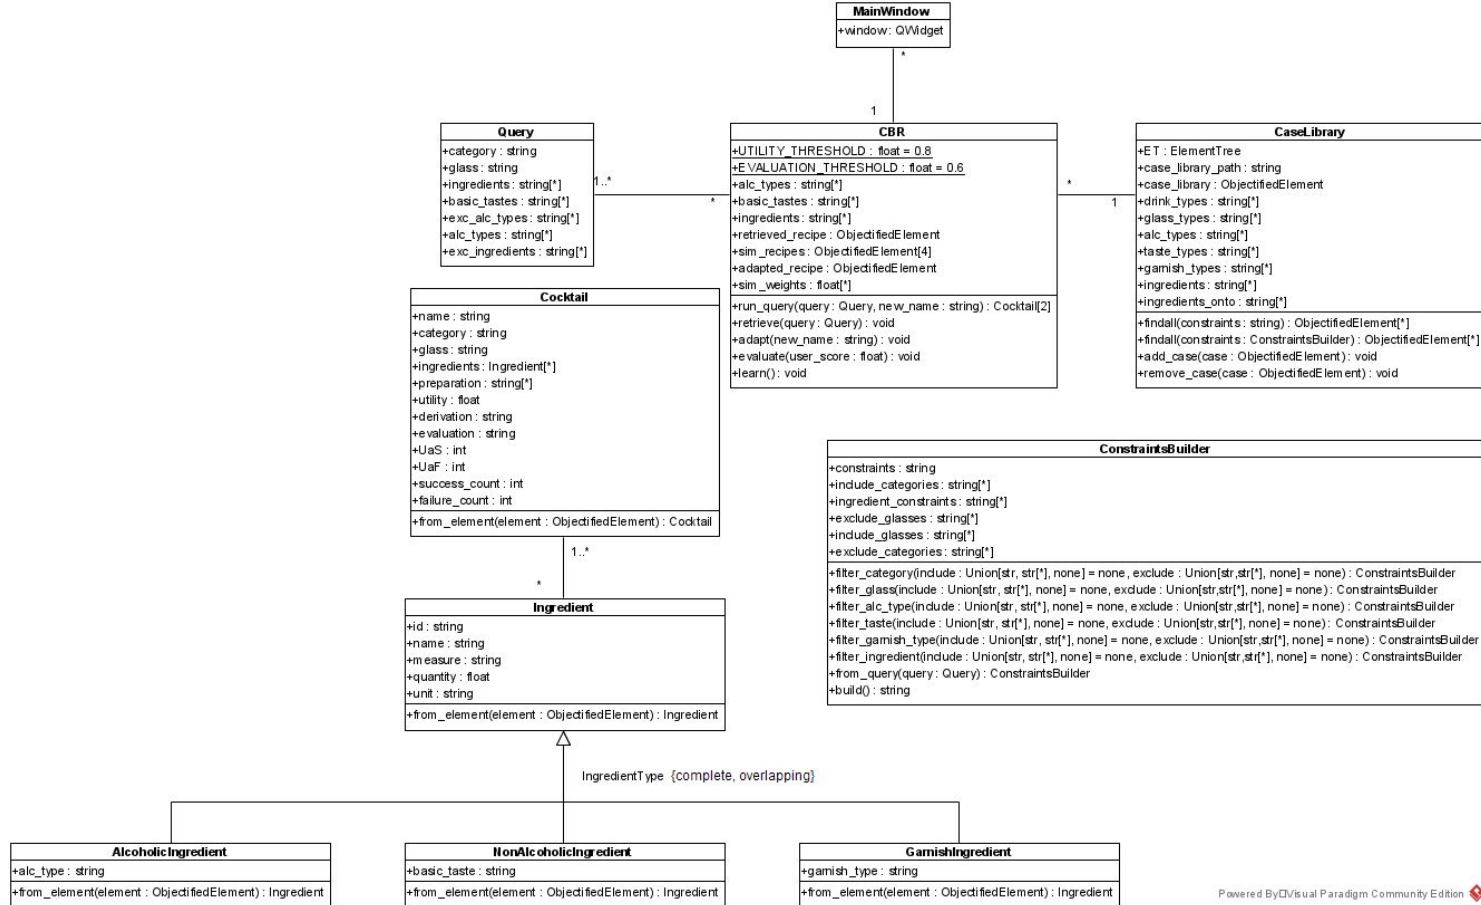 MainWindow
+window: QWidget
*
1
Query
+category : string
+glass : string
+ingredients : string[*]
+basic_tastes : string[*]
+exc_alc_types : string[*]
+alc_types : string[*]
+exc_ingredients : string[*]
1..*
*
CBR
+UTILITY_THRESHOLD : float = 0.8
+EVALUATION_THRESHOLD : float = 0.6
+alc_types : string[*]
+basic_tastes : string[*]
+ingredients : string[*]
+retrieved_recipe : ObjectifiedElement
+sim_recipes : ObjectifiedElement[4]
+adapted_recipe : ObjectifiedElement
+sim_weights : float[*]
+run_query(query : Query, new_name : string) : Cocktail[2]
+retrieve(query : Query) : void
+adapt(new_name : string) : void
+evaluate(user_score : float) : void
+learn() : void
*
1
CaseLibrary
+ET : ElementTree
+case_library_path : string
+case_library : ObjectifiedElement
+drink_types : string[*]
+glass_types : string[*]
+alc_types : string[*]
+taste_types : string[*]
+garnish_types : string[*]
+ingredients : string[*]
+ingredients_onto : string[*]
+findall(constraints : string) : ObjectifiedElement[*]
+findall(constraints : ConstraintsBuilder) : ObjectifiedElement[*]
+add_case(case : ObjectifiedElement) : void
+remove_case(case : ObjectifiedElement) : void
Cocktail
+name : string
+category : string
+glass : string
+ingredients : Ingredient[*]
+preparation : string[*]
+utility : float
+derivation : string
+evaluation : string
+UaS : int
+UaF : int
+success_count : int
+failure_count : int
+from_element(element : ObjectifiedElement) : Cocktail
1..*
*
ConstraintsBuilder
+constraints : string
+include_categories : string[*]
+ingredient_constraints : string[*]
+exclude_glasses : string[*]
+include_glasses : string[*]
+exclude_categories : string[*]
+filter_category(include : Union[str, str[*], none] = none, exclude : Union[str,str[*], none] = none) : ConstraintsBuilder
+filter_glass(include : Union[str, str[*], none] = none, exclude : Union[str,str[*], none] = none) : ConstraintsBuilder
+filter_alc_type(include : Union[str, str[*], none] = none, exclude : Union[str,str[*], none] = none) : ConstraintsBuilder
+filter_taste(include : Union[str, str[*], none] = none, exclude : Union[str,str[*], none] = none) : ConstraintsBuilder
+filter_garnish_type(include : Union[str, str[*], none] = none, exclude : Union[str,str[*], none] = none) : ConstraintsBuilder
+filter_ingredient(include : Union[str, str[*], none] = none, exclude : Union[str,str[*], none] = none) : ConstraintsBuilder
+from_query(query : Query) : ConstraintsBuilder
+build() : string
Ingredient
+id : string
+name : string
+measure : string
+quantity : float
+unit : string
+from_element(element : ObjectifiedElement) : Ingredient
IngredientType {complete, overlapping}
AlcoholicIngredient
+alc_type : string
+from_element(element : ObjectifiedElement) : Ingredient
NonAlcoholicIngredient
+basic_taste : string
+from_element(element : ObjectifiedElement) : Ingredient
GarnishIngredient
+garnish_type : string
+from_element(element : ObjectifiedElement) : Ingredient
Powered By Visual Paradigm Community Edition